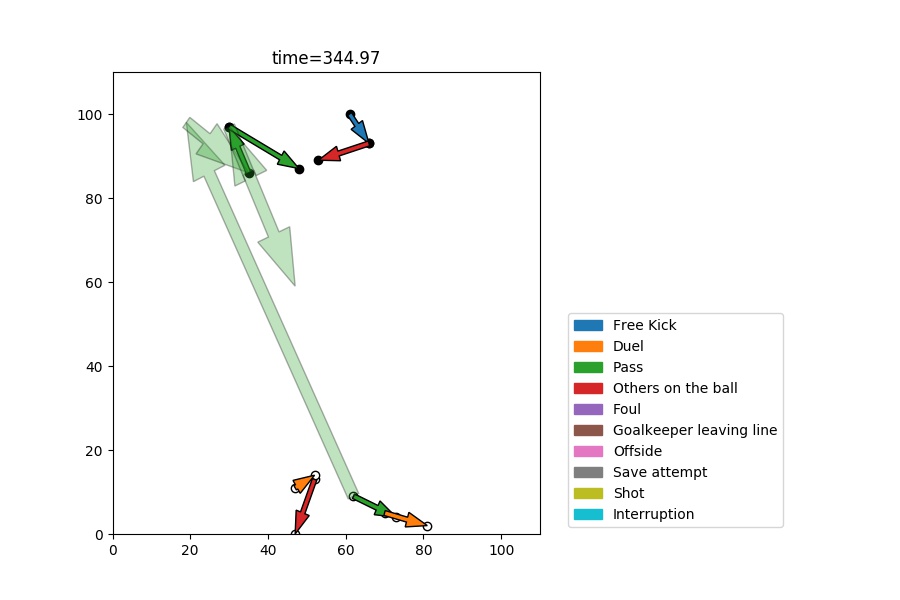 time=344.97
100
80
60
40
20
0
0 20 40 60 80 100
Free Kick
Duel
Pass
Others on the ball
Foul
Goalkeeper leaving line
Offside
Save attempt
Shot
Interruption